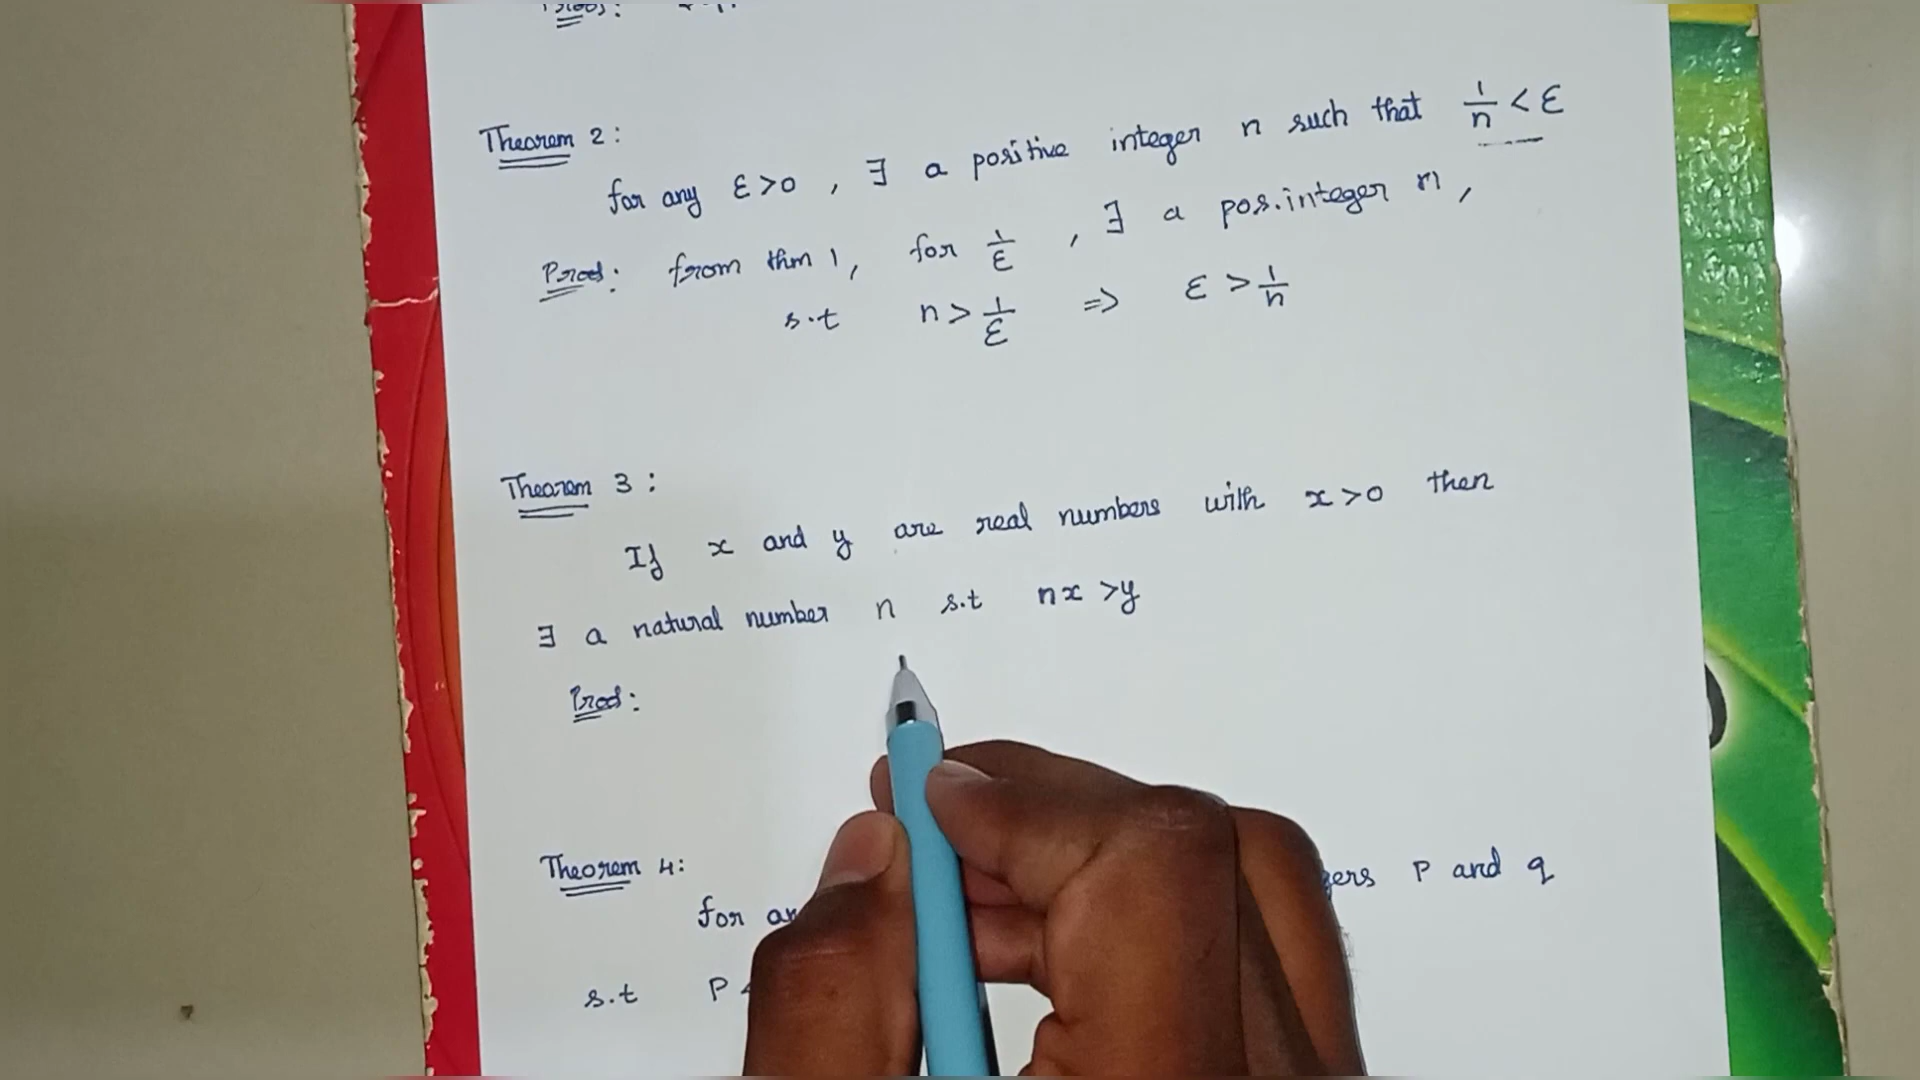 Theorem 2:
for any ε>0 , ∃ a positive integer n such that 1/n < ε
Proof: from thm 1, for 1/ε , ∃ a pos.integer n,
s.t n > 1/ε ⇒ ε > 1/n
Theorem 3:
If x and y are real numbers with x>0 then
∃ a natural number n s.t nx >y
Proof:
Theorem 4:
for P and q
s.t P